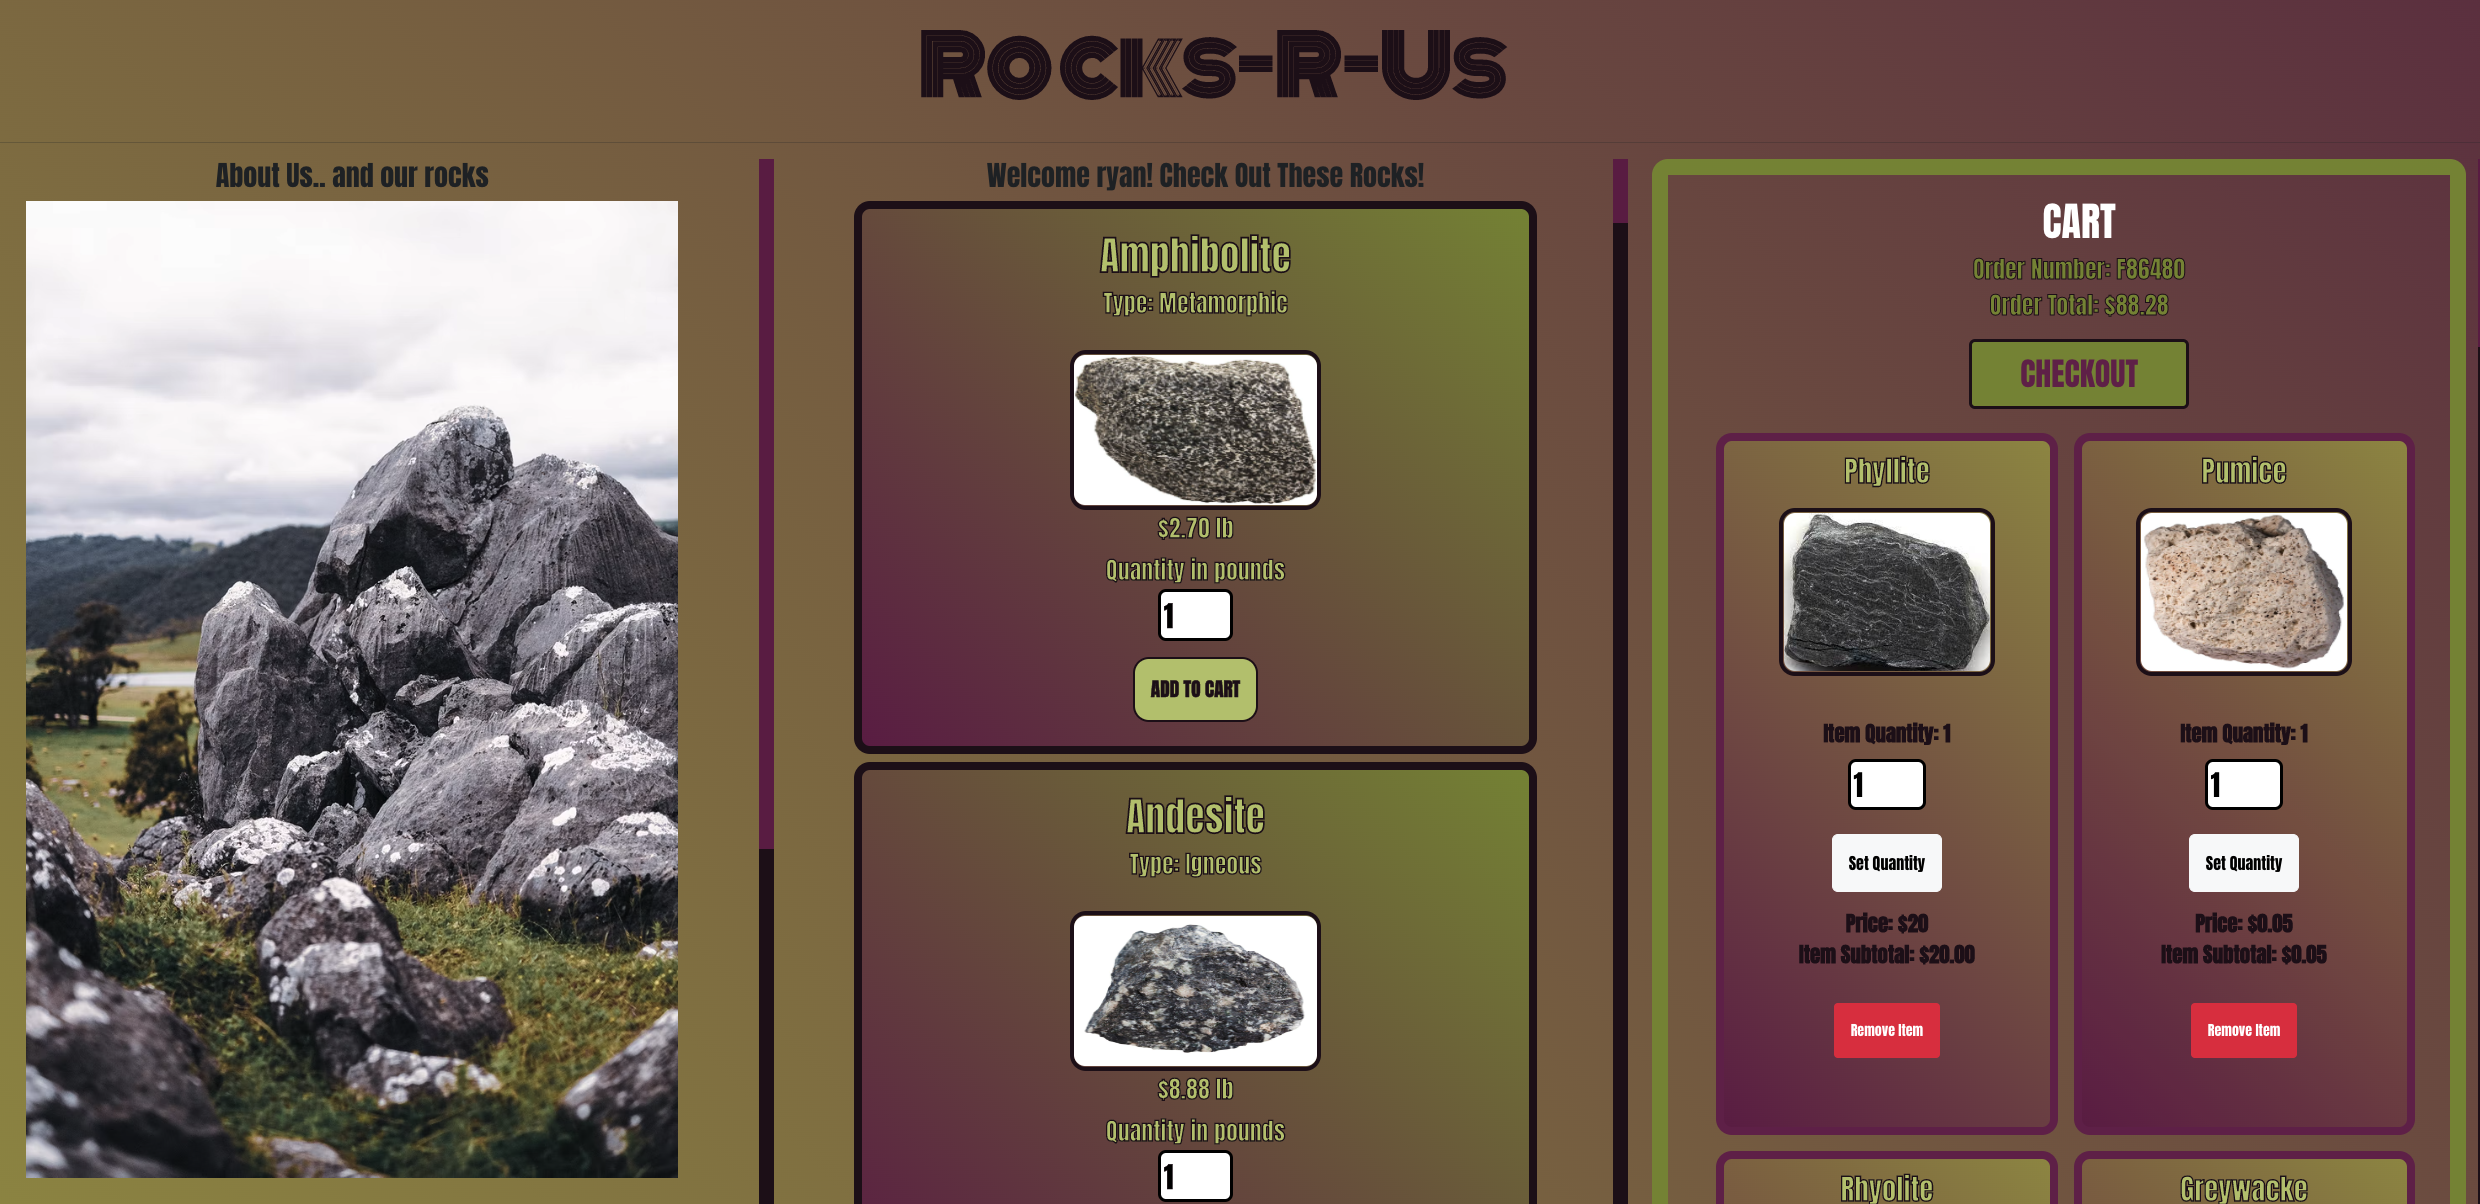 Rocks-R-Us
About Us.. and our rocks
Welcome ryan! Check Out These Rocks!
Amphibolite
Type: Metamorphic
$2.70 lb
Quantity in pounds
1
ADD TO CART
Andesite
Type: Igneous
$8.88 lb
Quantity in pounds
1
CART
Order Number: F86480
Order Total: $88.28
CHECKOUT
Phyllite
Item Quantity: 1
1
Set Quantity
Price: $20
Item Subtotal: $20.00
Remove Item
Pumice
Item Quantity: 1
1
Set Quantity
Price: $0.05
Item Subtotal: $0.05
Remove Item
Rhyolite
Greywacke